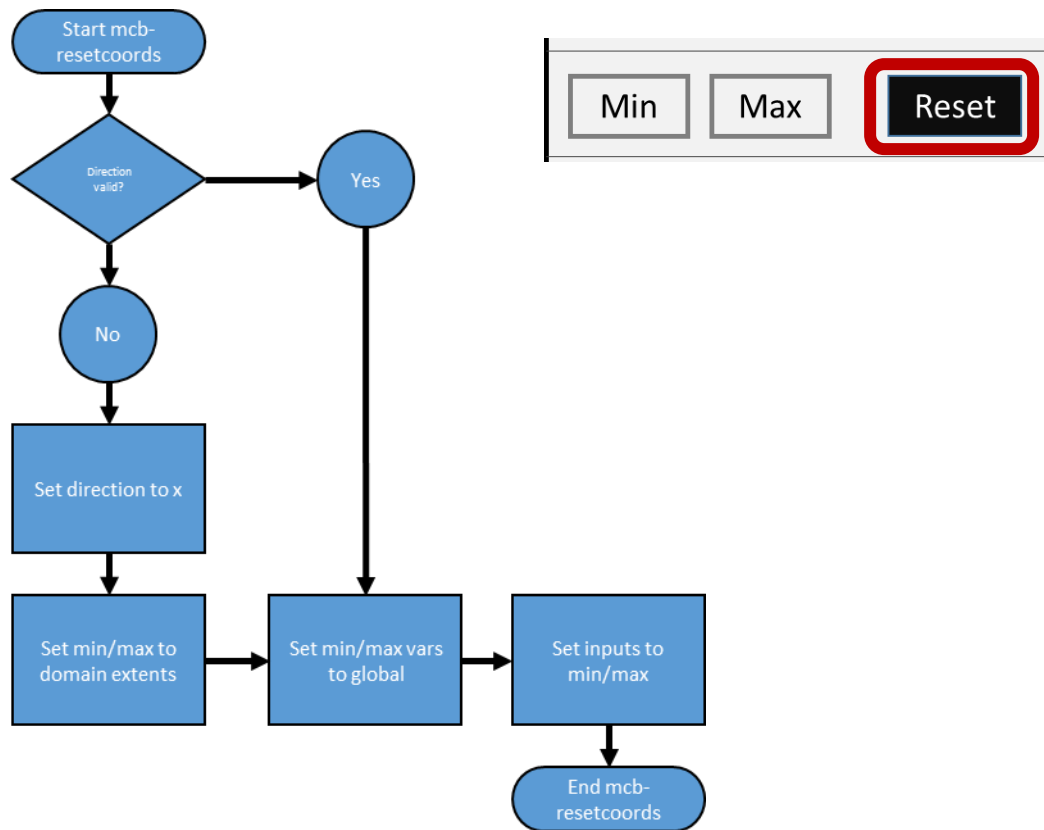 Start mcb-
resetcoords
Min
Max
Reset
Direction
valid?
Yes
No
Set direction to x
Set min/max to
domain extents
Set min/max vars
to global
Set inputs to
min/max
End mcb-
resetcoords